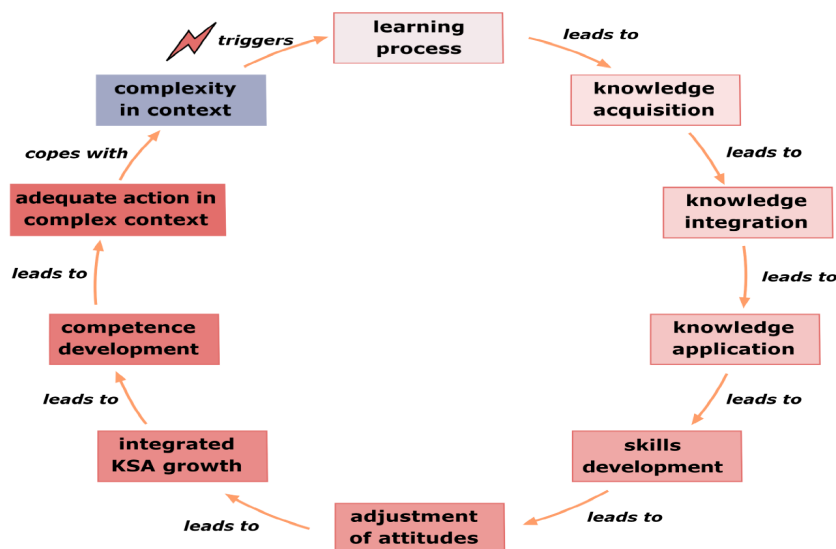 learning
process
leads to
knowledge
acquisition
leads to
knowledge
integration
leads to
knowledge
application
leads to
skills
development
leads to
adjustment
of attitudes
leads to
integrated
KSA growth
leads to
competence
development
leads to
adequate action in
complex context
copes with
complexity
in context
triggers